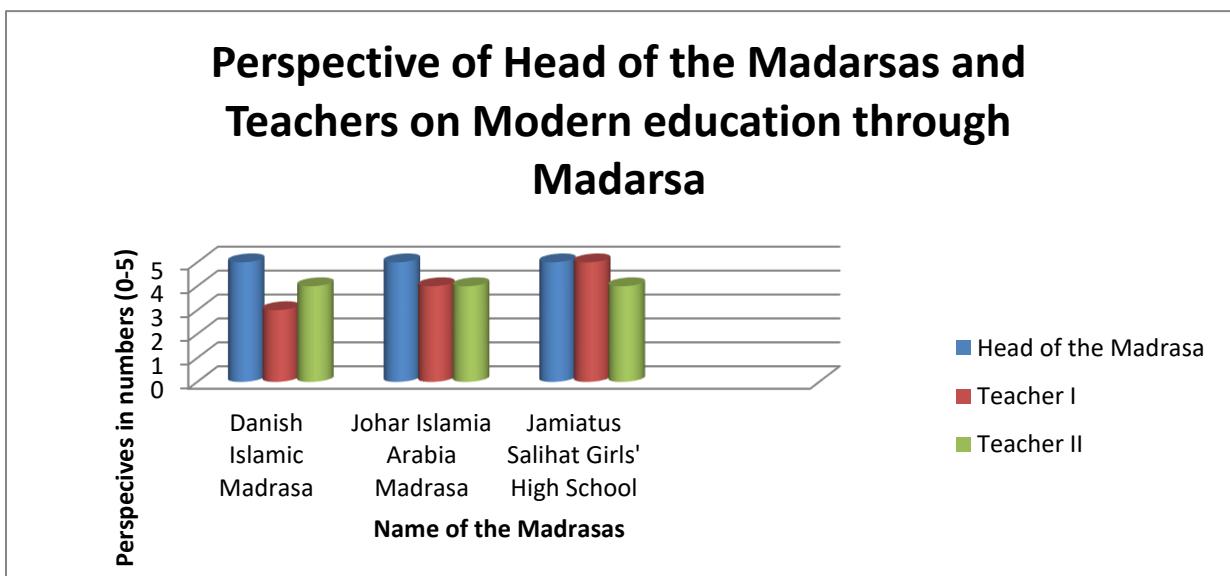 Perspective of Head of the Madarsas and
Teachers on Modern education through
Madarsa
Perspecives in numbers (0-5)
5
4
3
2
1
0
Danish
Islamic
Madrasa
Johar Islamia
Arabia
Madrasa
Jamiatus
Salihat Girls'
High School
Name of the Madrasas
Head of the Madrasa
Teacher I
Teacher II